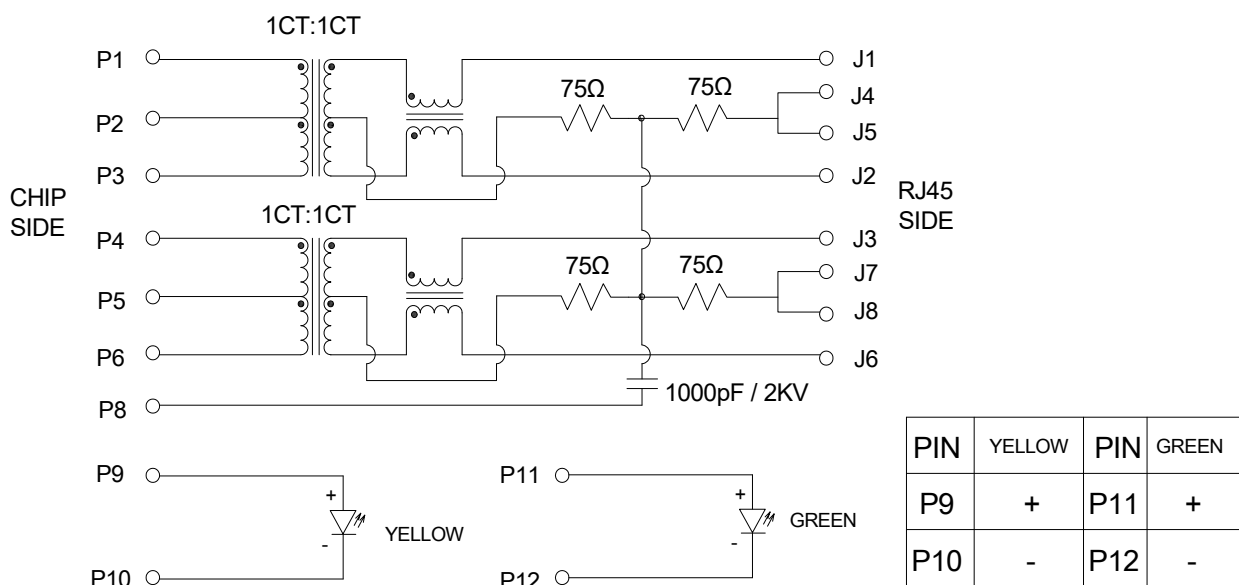 1CT:1CT
P1
J1
75Ω
75Ω
J4
P2
J5
P3
J2
CHIP
SIDE
RJ45
SIDE
1CT:1CT
P4
J3
75Ω
75Ω
J7
P5
J8
P6
J6
1000pF / 2KV
P8
PIN YELLOW PIN GREEN
P9 + P11 +
P10 - P12 -
P9
+
YELLOW
-
P10
P11
+
GREEN
-
P12